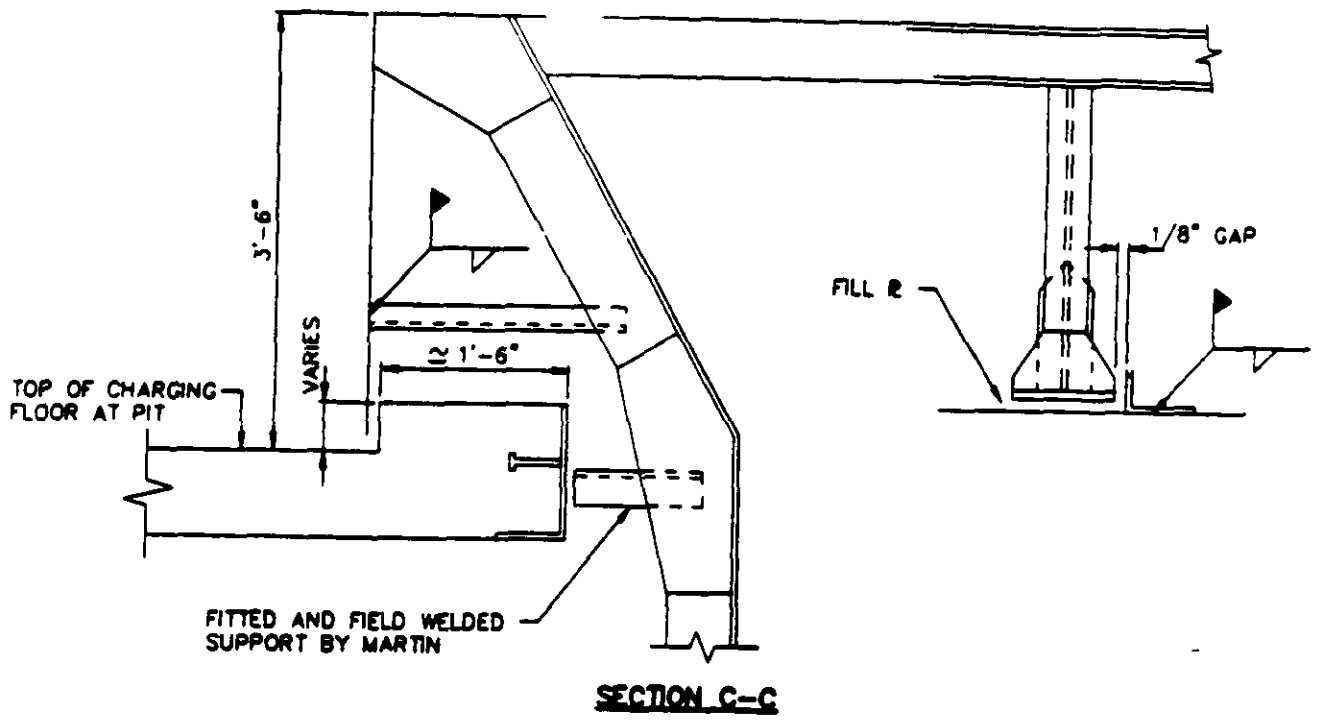 3'-6"
VARIES
≃ 1'-6"
1/8" GAP
FILL ⅊
TOP OF CHARGING
FLOOR AT PIT
FITTED AND FIELD WELDED
SUPPORT BY MARTIN
SECTION C-C